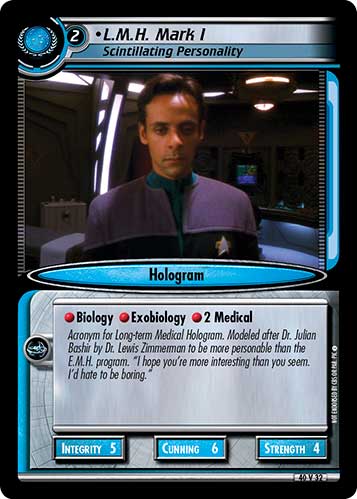 2
•L.M.H. Mark I
Scintillating Personality
Hologram
Biology Exobiology 2 Medical
Acronym for Long-term Medical Hologram. Modeled after Dr. Julian
Bashir by Dr. Lewis Zimmerman to be more personable than the
E.M.H. program. "I hope you're more interesting than you seem.
I'd hate to be boring."
INTEGRITY 5 CUNNING 6 STRENGTH 4
40 V 32